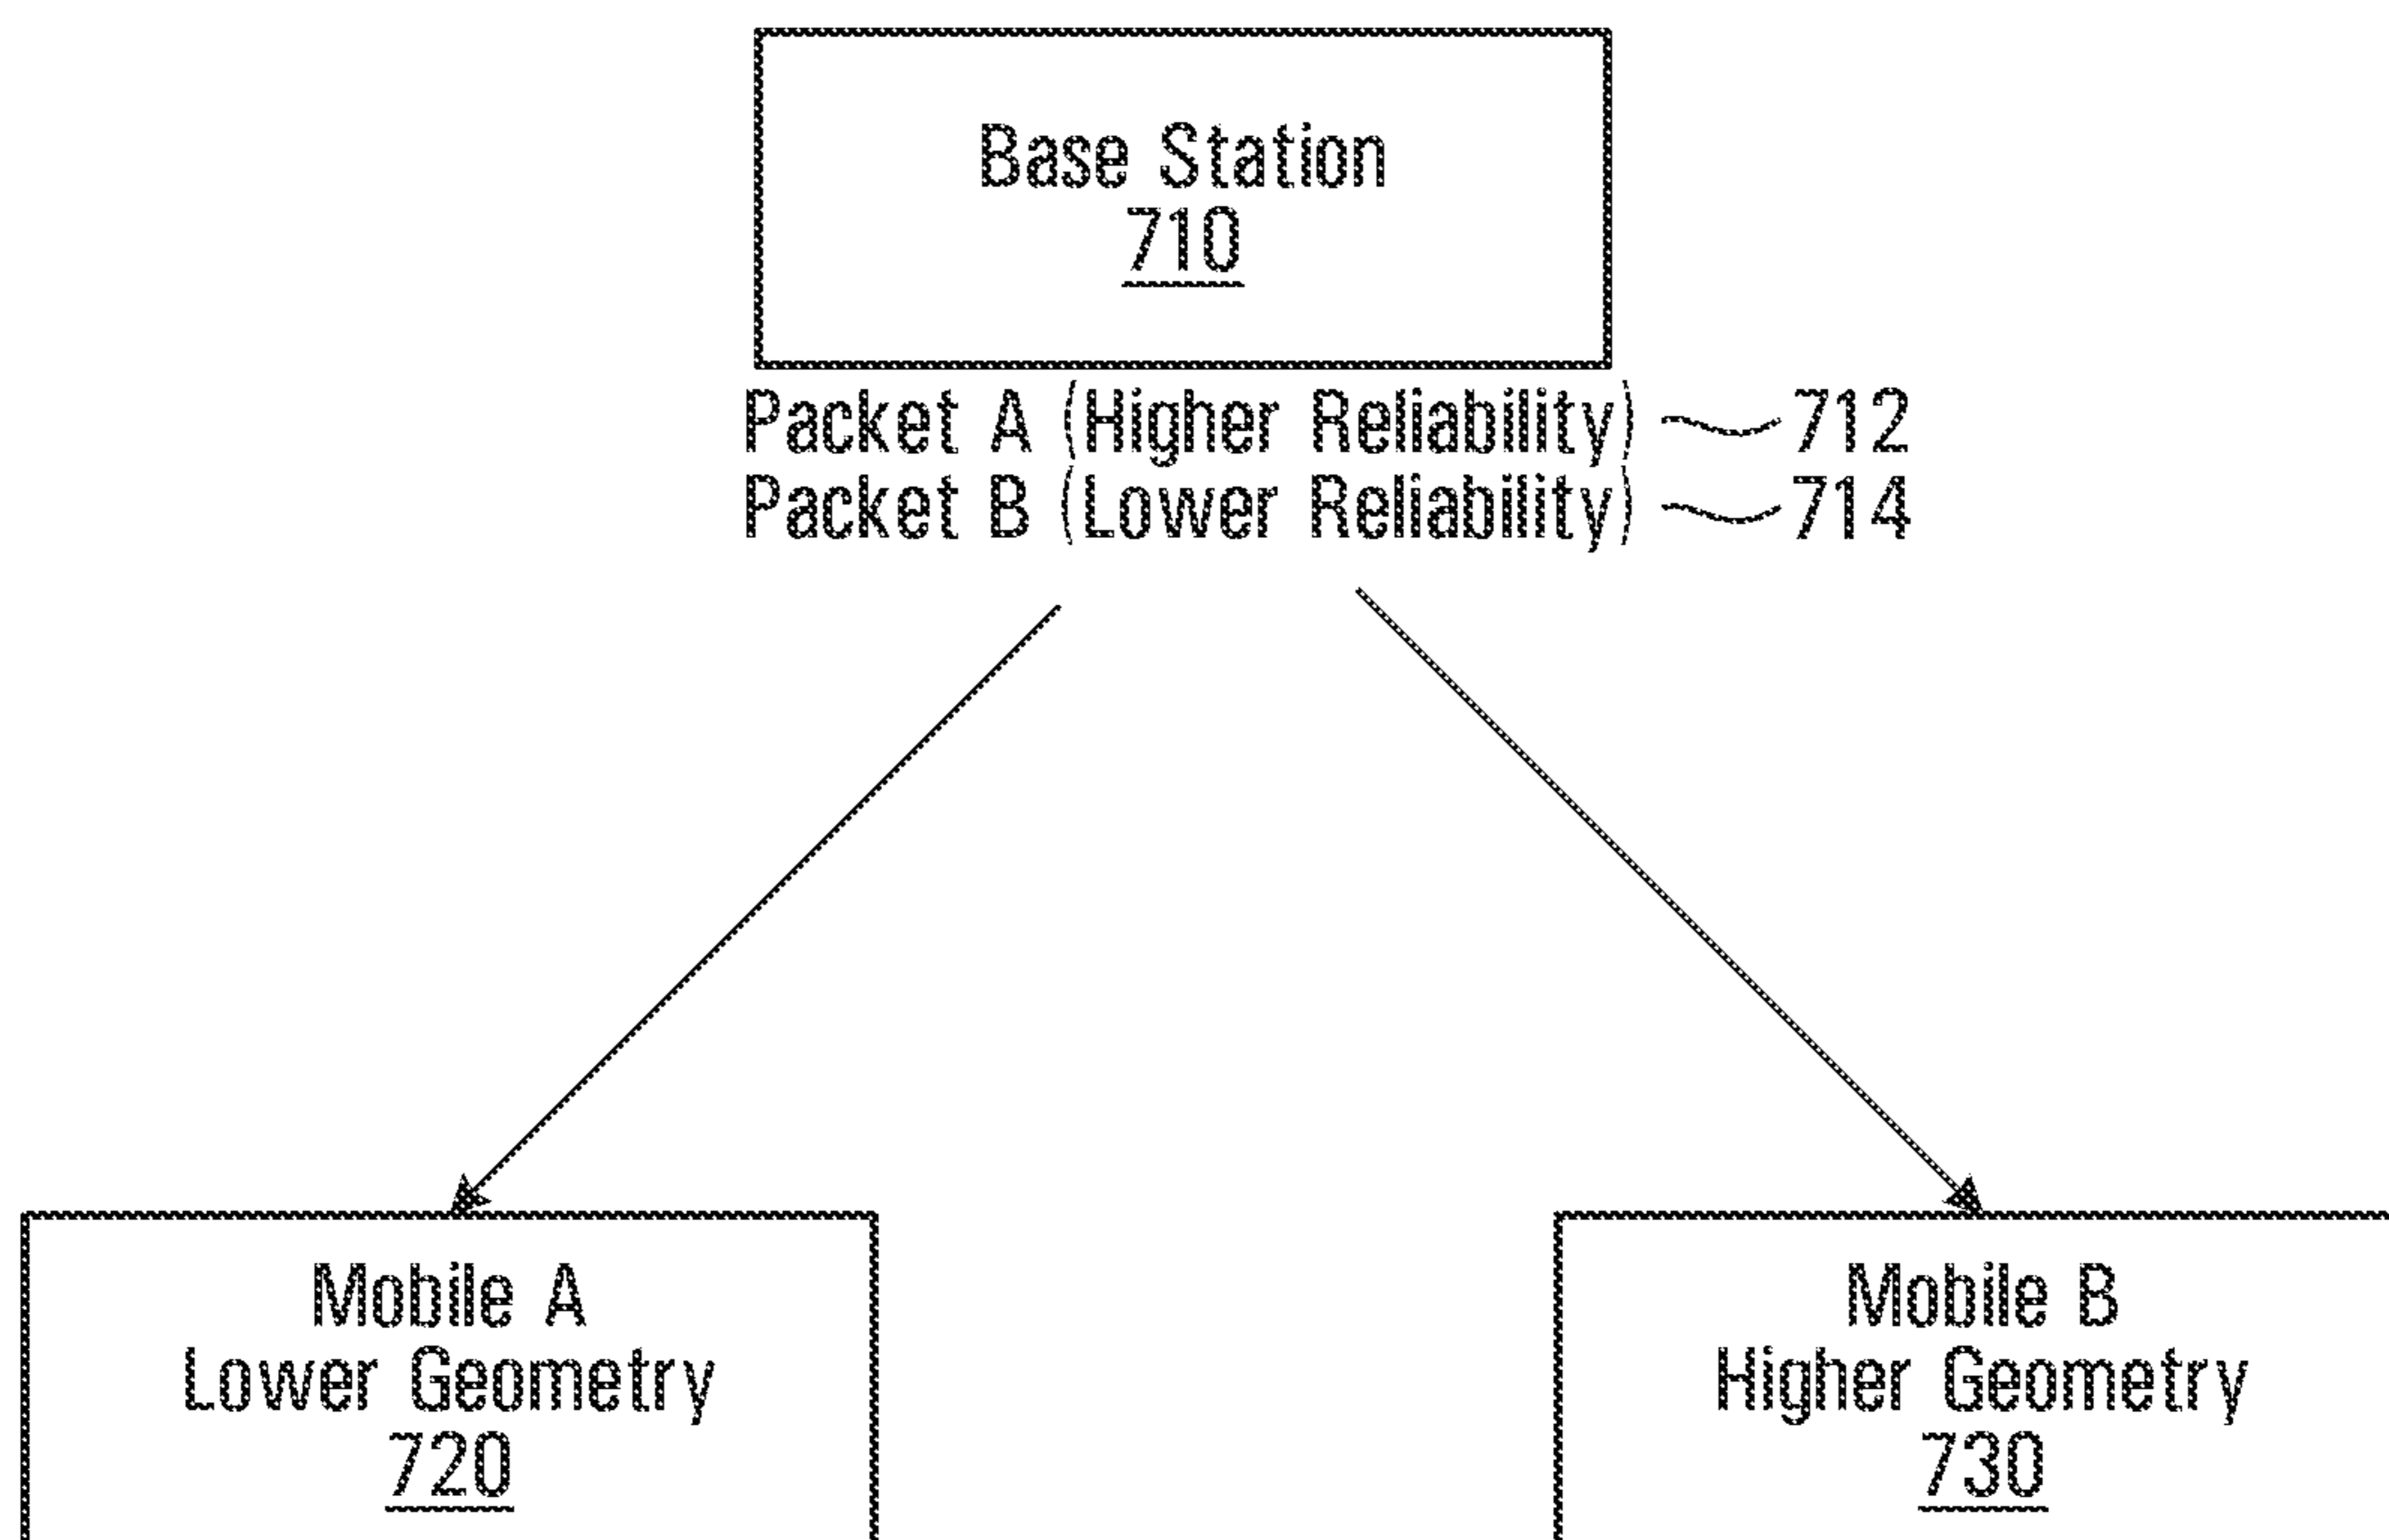 Base Station
710
Packet A (Higher Reliability) 712
Packet B (Lower Reliability) 714
Mobile A
Lower Geometry
720
Mobile B
Higher Geometry
730